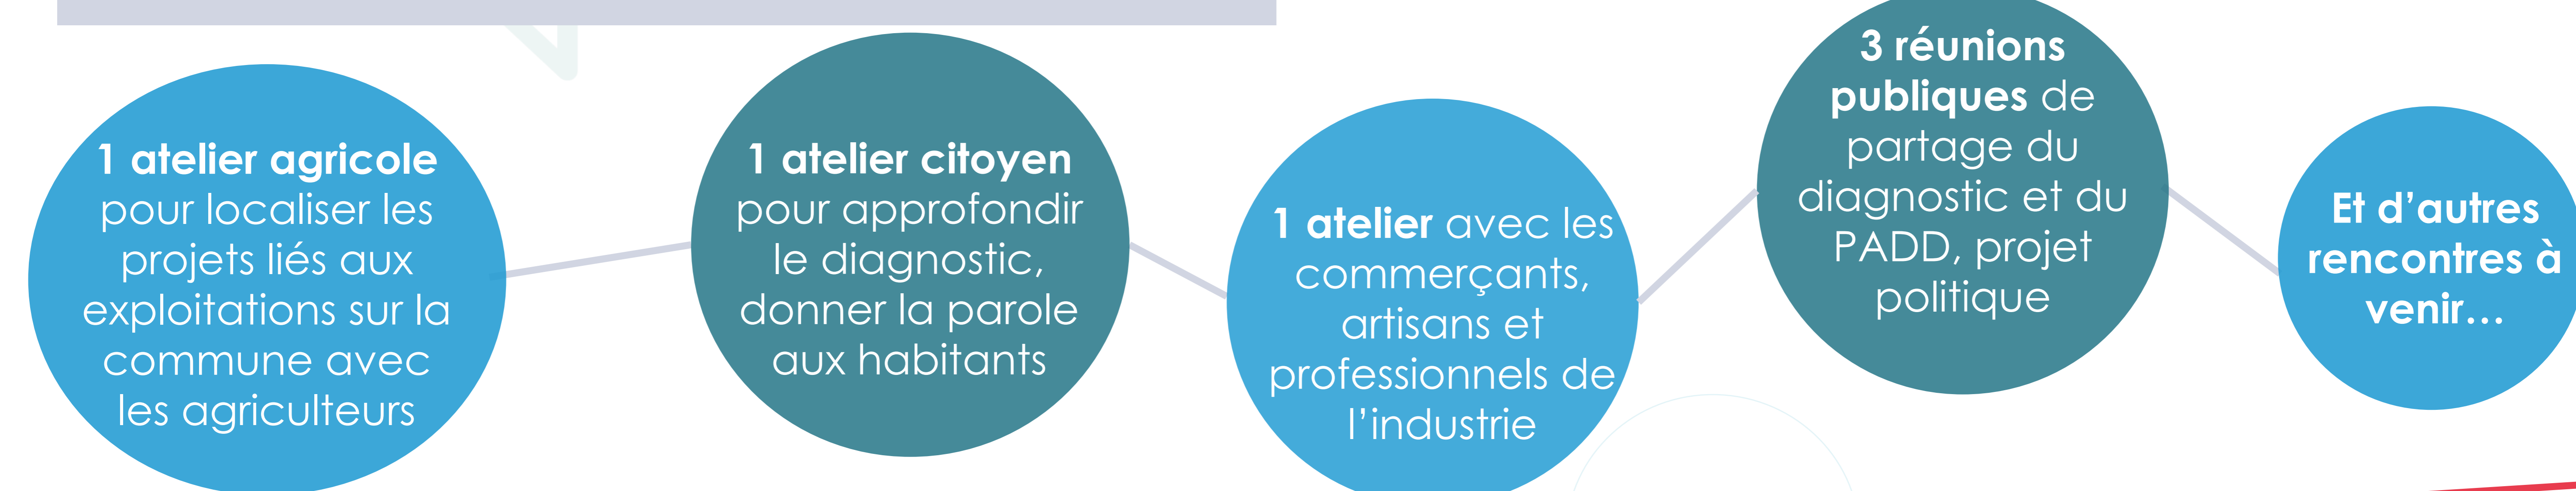 1 atelier agricole
pour localiser les
projets liés aux
exploitations sur la
commune avec
les agriculteurs
1 atelier citoyen
pour approfondir
le diagnostic,
donner la parole
aux habitants
1 atelier avec les
commerçants,
artisans et
professionnels de
l’industrie
3 réunions
publiques de
partage du
diagnostic et du
PADD, projet
politique
Et d’autres
rencontres à
venir…